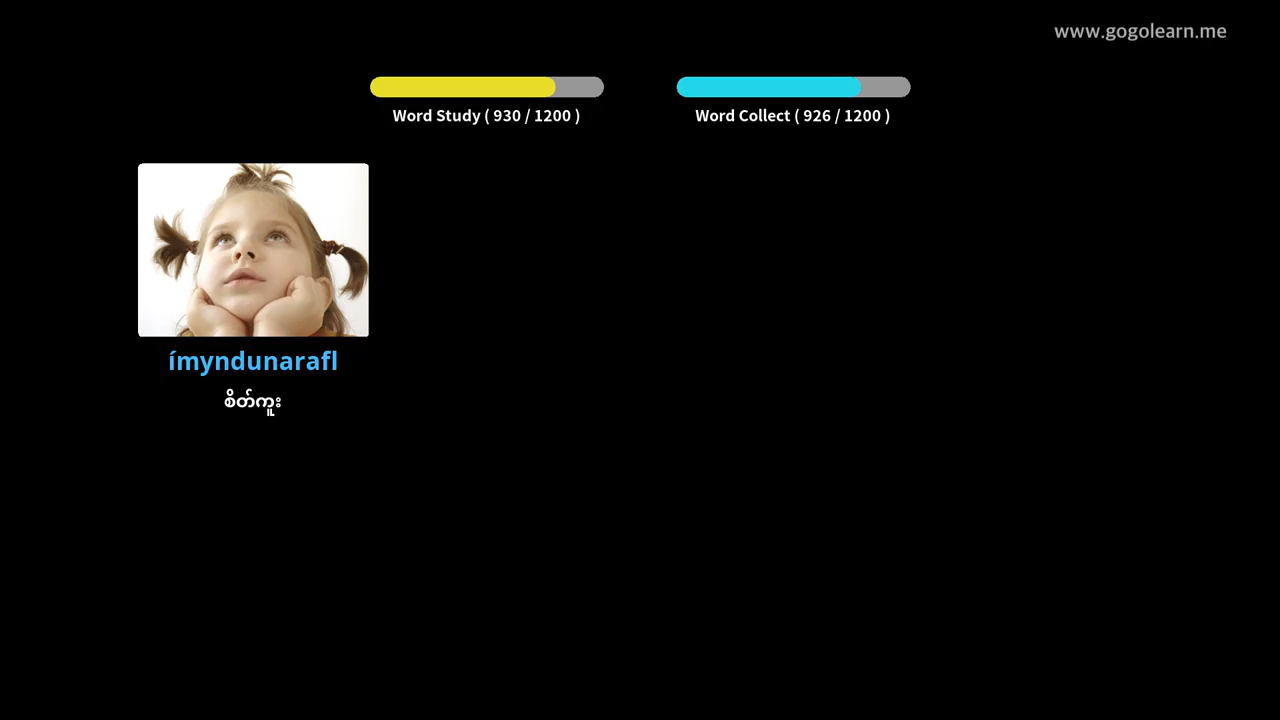 www.gogolearn.me
Word Study ( 930 / 1200 )
Word Collect ( 926 / 1200 )
ímyndunarafl
စိတ်ကူး